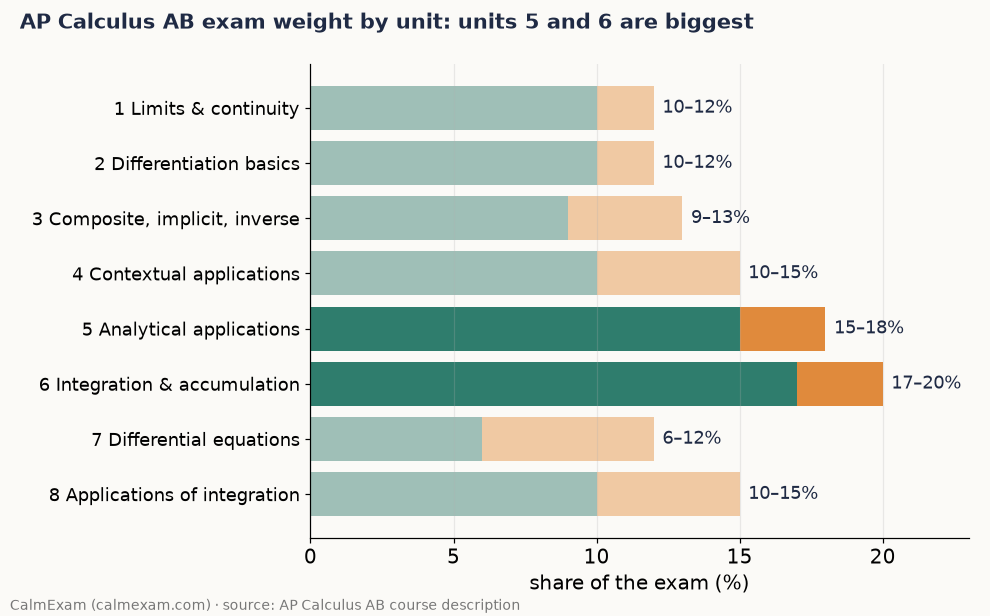 AP Calculus AB exam weight by unit: units 5 and 6 are biggest
1 Limits & continuity 10–12%
2 Differentiation basics 10–12%
3 Composite, implicit, inverse 9–13%
4 Contextual applications 10–15%
5 Analytical applications 15–18%
6 Integration & accumulation 17–20%
7 Differential equations 6–12%
8 Applications of integration 10–15%
0 5 10 15 20
share of the exam (%)
CalmExam (calmexam.com) · source: AP Calculus AB course description